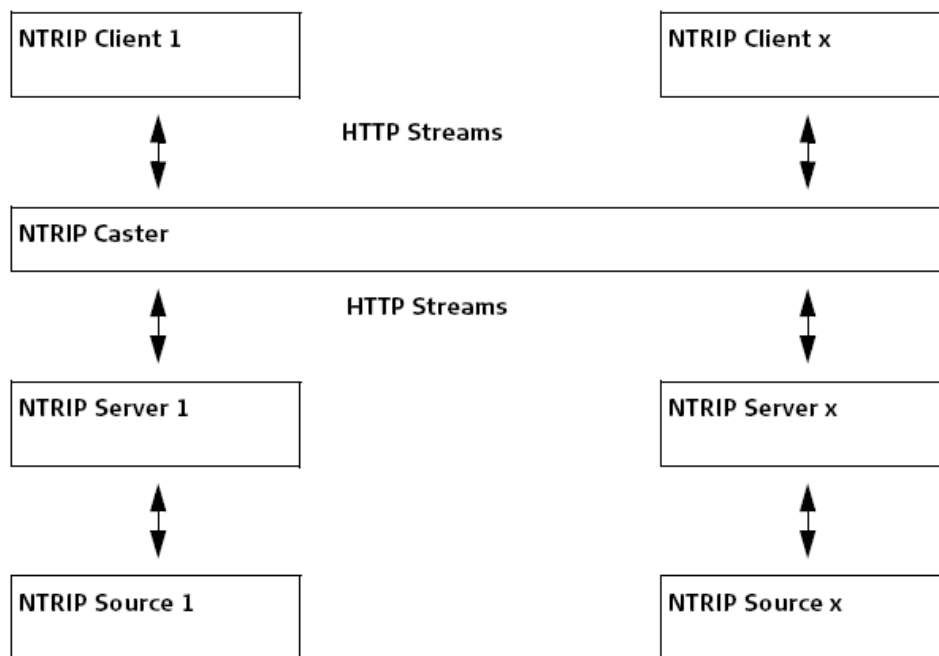 NTRIP Client 1
NTRIP Client x
HTTP Streams
NTRIP Caster
HTTP Streams
NTRIP Server 1
NTRIP Server x
NTRIP Source 1
NTRIP Source x